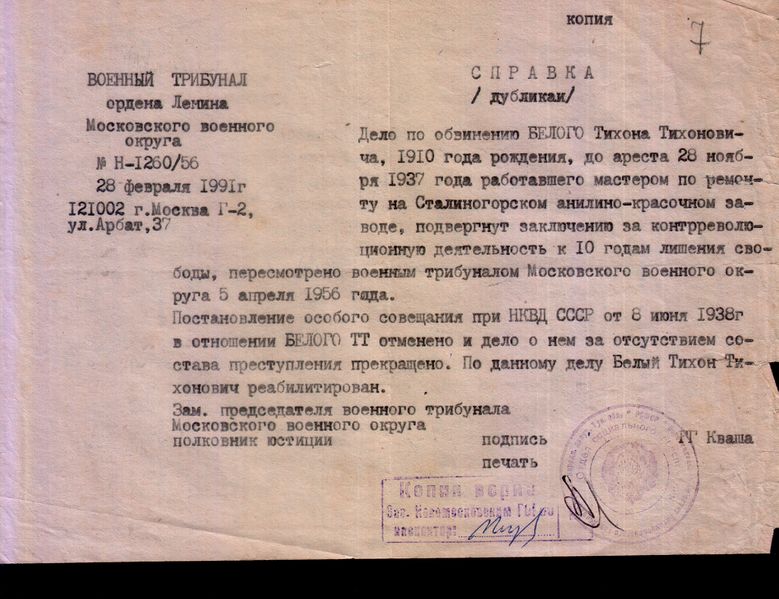 копия
7
ВОЕННЫЙ ТРИБУНАЛ
ордена Ленина
Московского военного
округа
№ Н-1260/56
28 февраля 1991г
121002 г.Москва Г-2,
ул.Арбат,37
СПРАВКА
/ дубликаи/
Дело по обвинению БЕЛОГО Тихона Тихонови-
ча, 1910 года рождения, до ареста 28 нояб-
ря 1937 года работавшего мастером по ремон-
ту на Сталиногорском анилино-красочном за-
воде, подвергнут заключению за контрреволю-
ционную деятельность к 10 годам лишения сво-
боды, пересмотрено военным трибуналом Московского военного ок-
руга 5 апреля 1956 гяда.
Постановление особого совещания при НКВД СССР от 8 июня 1938г
в отношении БЕЛОГО ТТ отменено и дело о нем за отсутствием со-
става преступления прекращено. По данному делу Белый Тихон Ти-
хонович реабилитирован.
Зам. председателя военного трибунала
Московского военного округа
полковник юстиции подпись ТГ Кваша
печать
Копия верна
Зав. Новомосковским
инспектор: